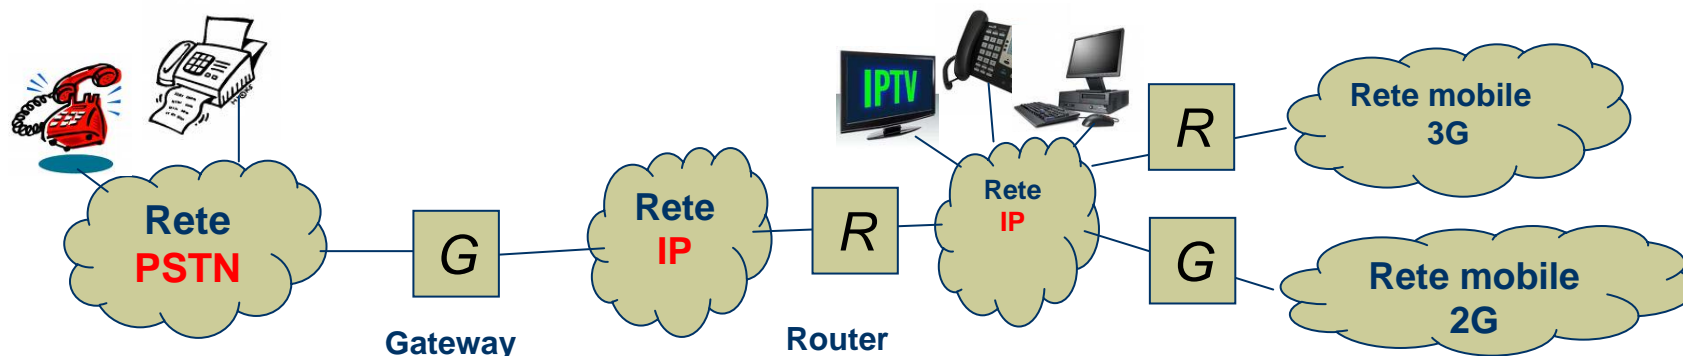 IPTV
Rete
PSTN
G
Gateway
Rete
IP
R
Router
Rete
IP
R
Rete mobile
3G
G
Rete mobile
2G